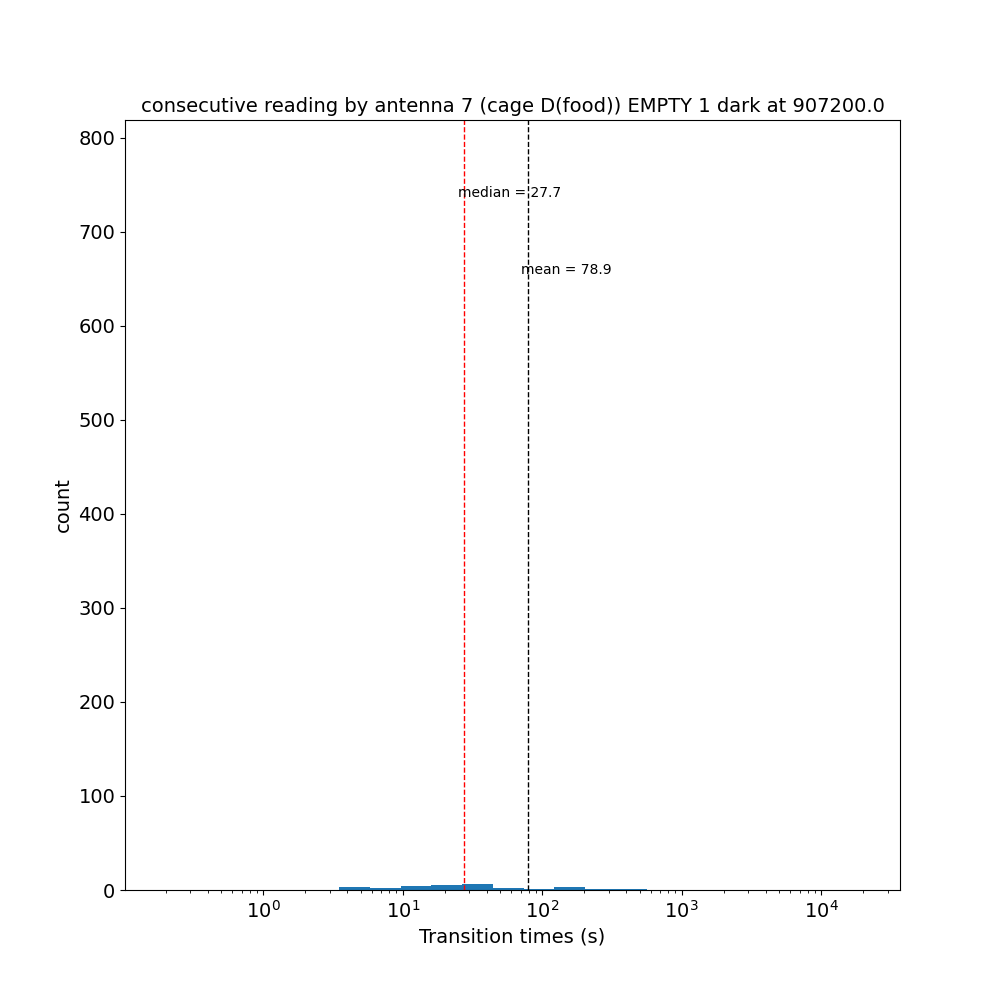 consecutive reading by antenna 7 (cage D(food)) EMPTY 1 dark at 907200.0
800
700
600
500
400
300
200
100
0
count
median = 27.7
mean = 78.9
10^0
10^1
10^2
10^3
10^4
Transition times (s)